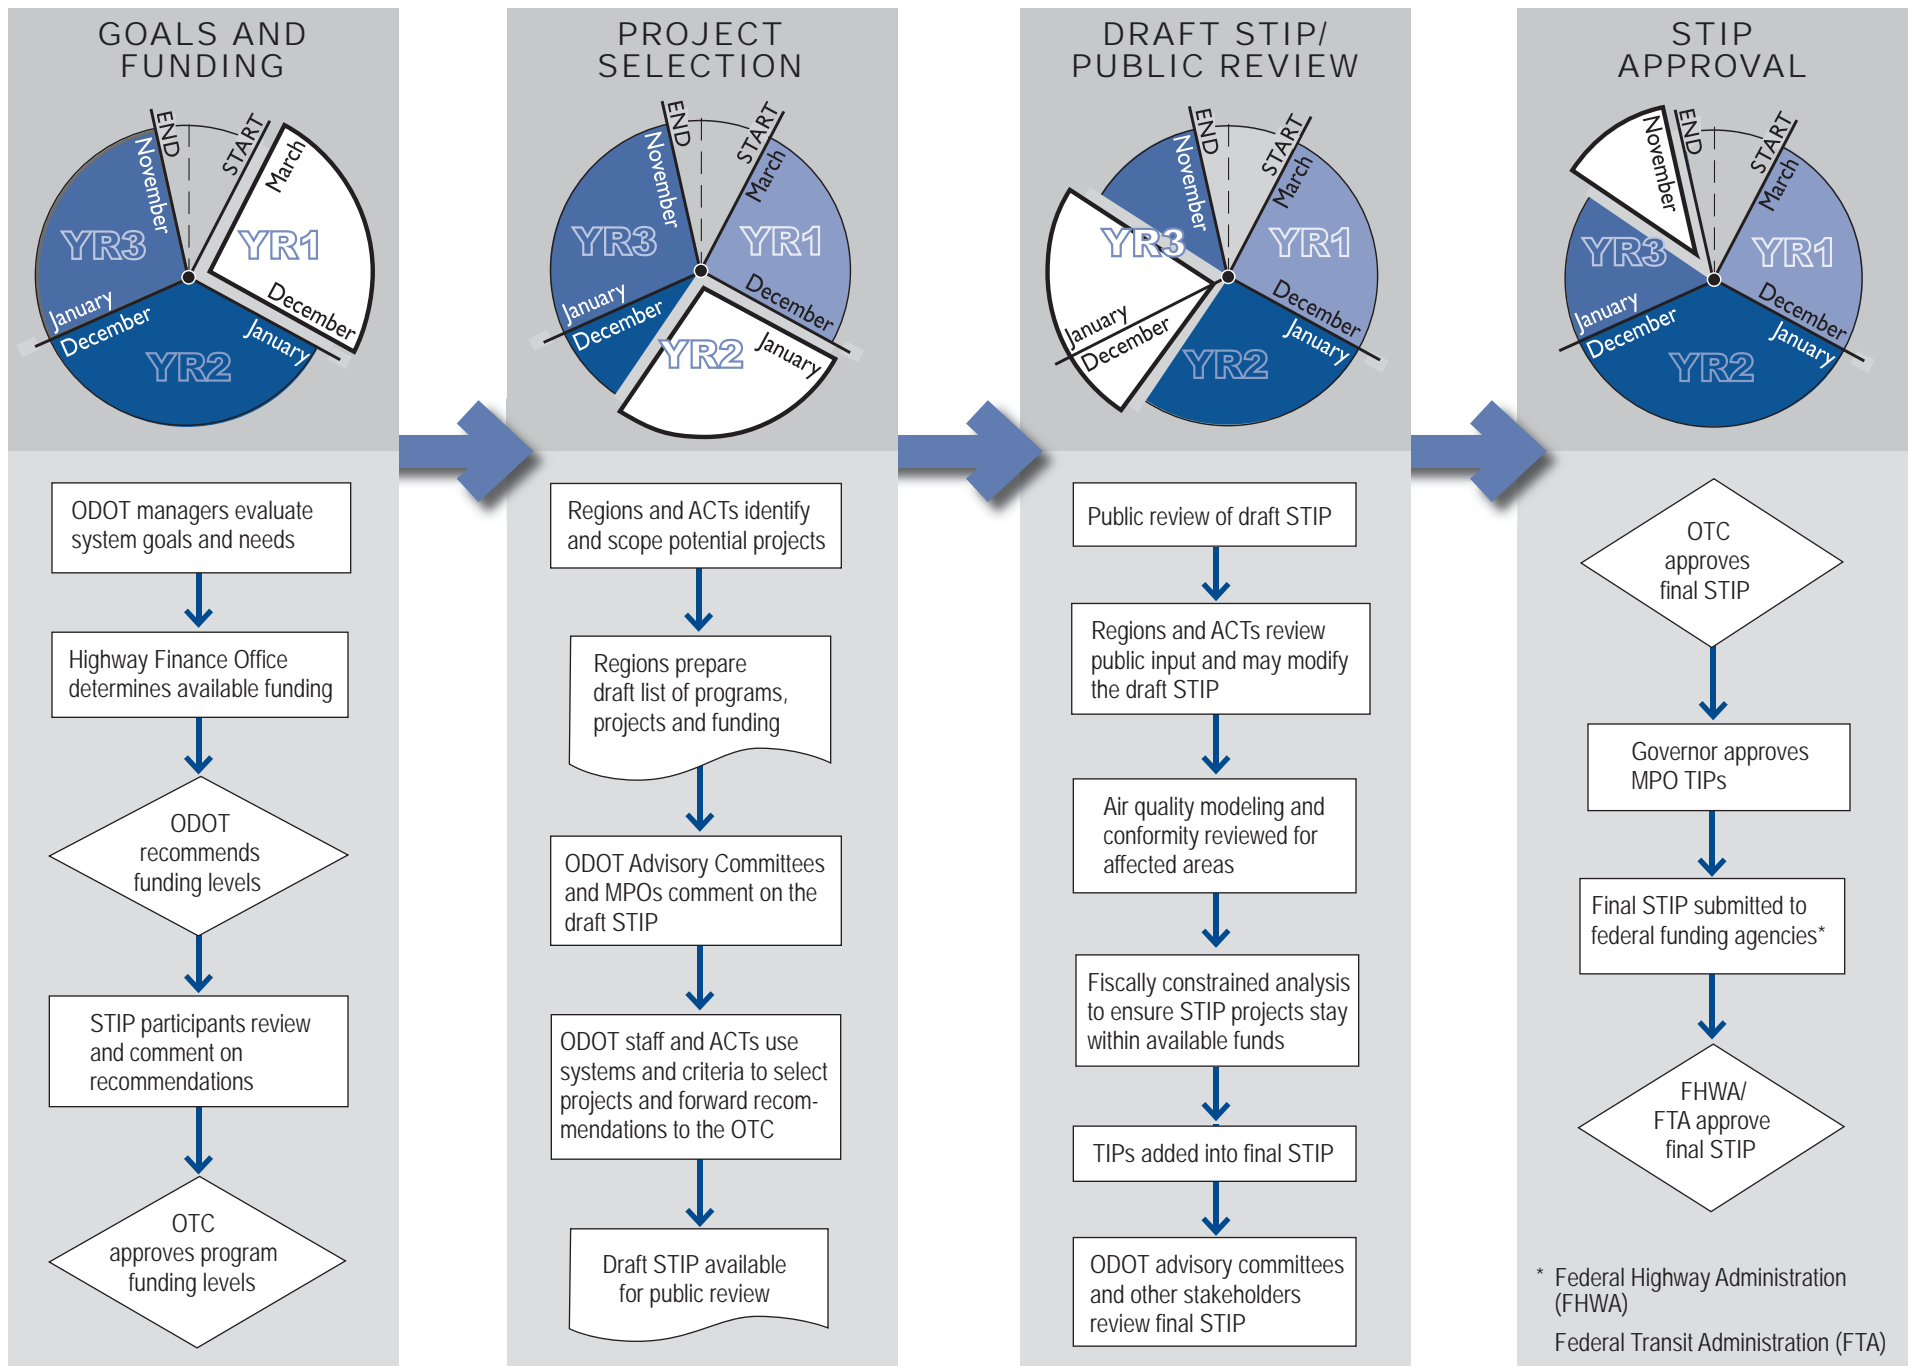 GOALS AND
FUNDING
END
START
November
March
YR3
YR1
January
December
December
January
YR2
ODOT managers evaluate
system goals and needs
Highway Finance Office
determines available funding
ODOT
recommends
funding levels
STIP participants review
and comment on
recommendations
OTC
approves program
funding levels
PROJECT
SELECTION
END
START
November
March
YR3
YR1
January
December
December
January
YR2
Regions and ACTs identify
and scope potential projects
Regions prepare
draft list of programs,
projects and funding
ODOT Advisory Committees
and MPOs comment on the
draft STIP
ODOT staff and ACTs use
systems and criteria to select
projects and forward recom-
mendations to the OTC
Draft STIP available
for public review
DRAFT STIP/
PUBLIC REVIEW
END
START
November
March
YR3
YR1
January
December
December
January
YR2
Public review of draft STIP
Regions and ACTs review
public input and may modify
the draft STIP
Air quality modeling and
conformity reviewed for
affected areas
Fiscally constrained analysis
to ensure STIP projects stay
within available funds
TIPs added into final STIP
ODOT advisory committees
and other stakeholders
review final STIP
STIP
APPROVAL
END
START
November
March
YR3
YR1
January
December
December
January
YR2
OTC
approves
final STIP
Governor approves
MPO TIPs
Final STIP submitted to
federal funding agencies*
FHWA/
FTA approve
final STIP
* Federal Highway Administration
(FHWA)
Federal Transit Administration (FTA)